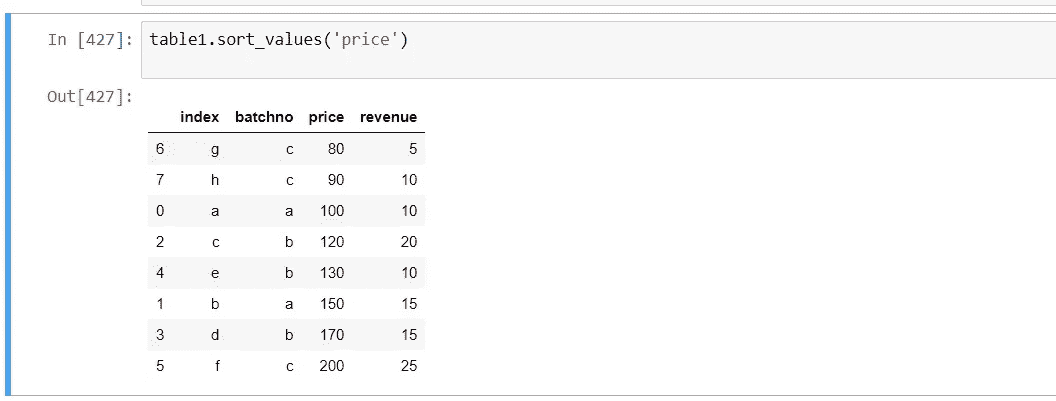 In [427]: table1.sort_values('price')
Out[427]:
index batchno price revenue
6 g c 80 5
7 h c 90 10
0 a a 100 10
2 c b 120 20
4 e b 130 10
1 b a 150 15
3 d b 170 15
5 f c 200 25